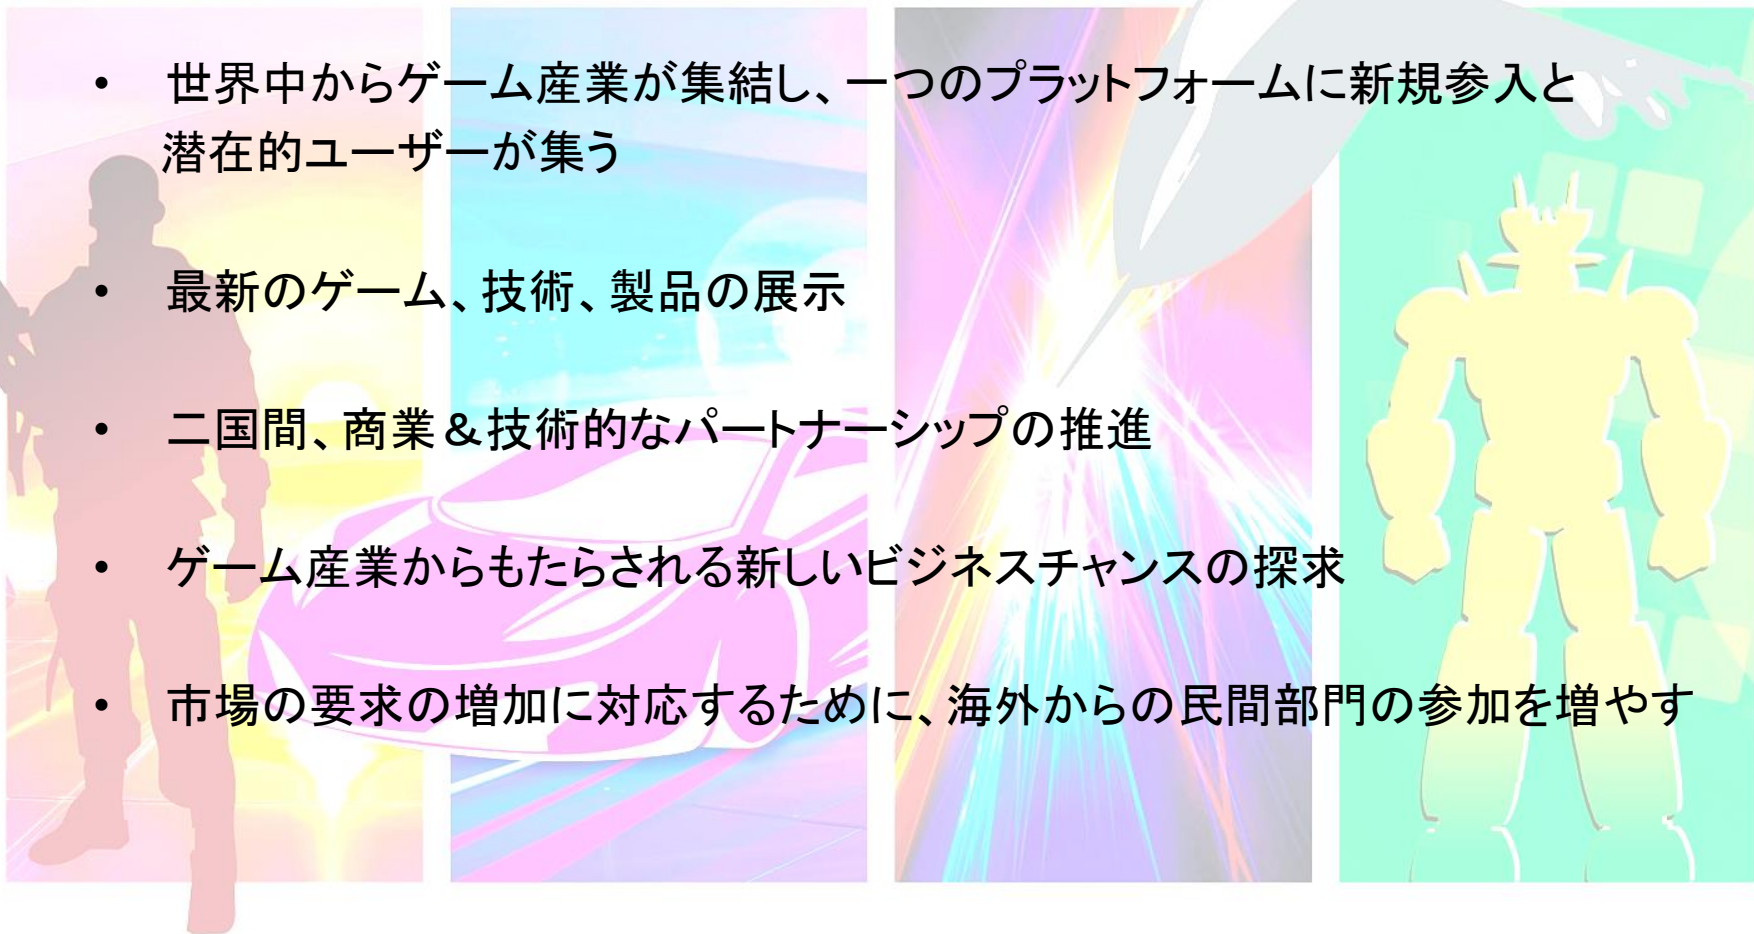 • 世界中からゲーム産業が集結し、一つのプラットフォームに新規参入と
潜在的ユーザーが集う
• 最新のゲーム、技術、製品の展示
• 二国間、商業＆技術的なパートナーシップの推進
• ゲーム産業からもたらされる新しいビジネスチャンスの探求
• 市場の要求の増加に対応するために、海外からの民間部門の参加を増やす